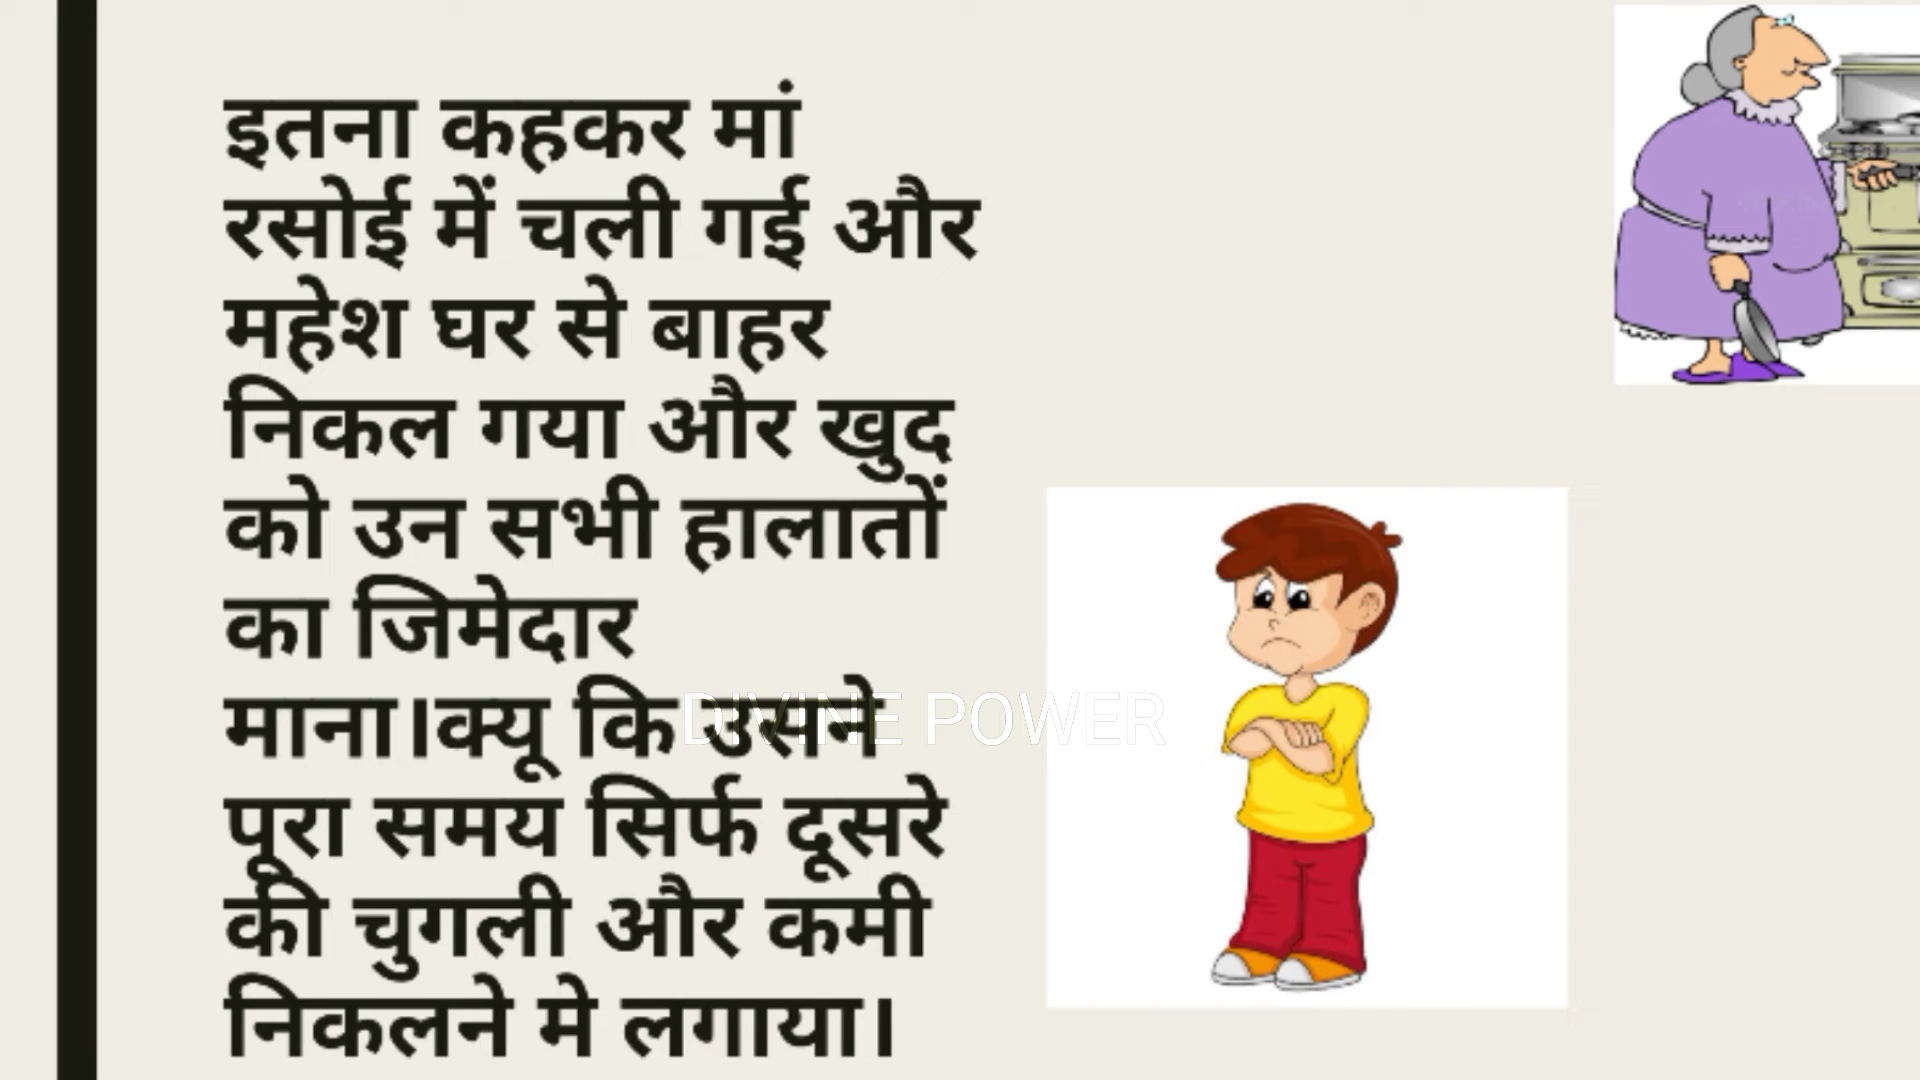 इतना कहकर मां
रसोई में चली गई और
महेश घर से बाहर
निकल गया और खुद
को उन सभी हालातों
का जिमेदार
माना।क्यू कि उसने
पूरा समय सिर्फ दूसरे
की चुगली और कमी
निकलने मे लगाया।
DIVINE POWER